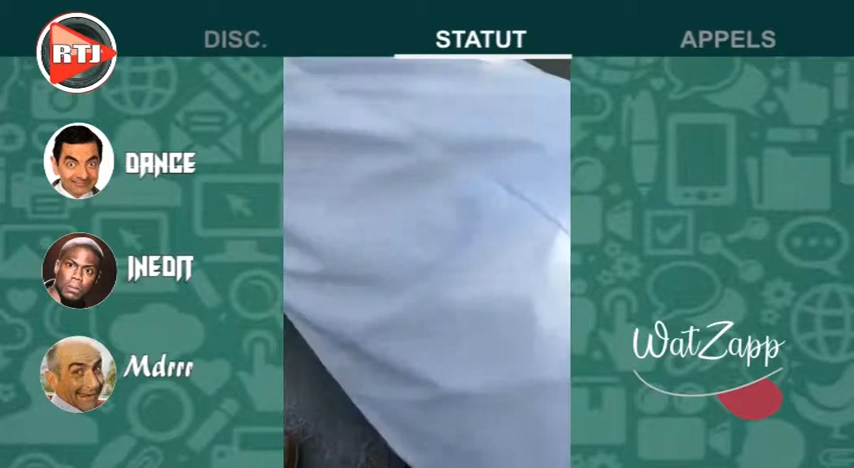 DISC.
STATUT
APPELS
RTI
DANCE
INEDIT
Mdrrr
WatZapp